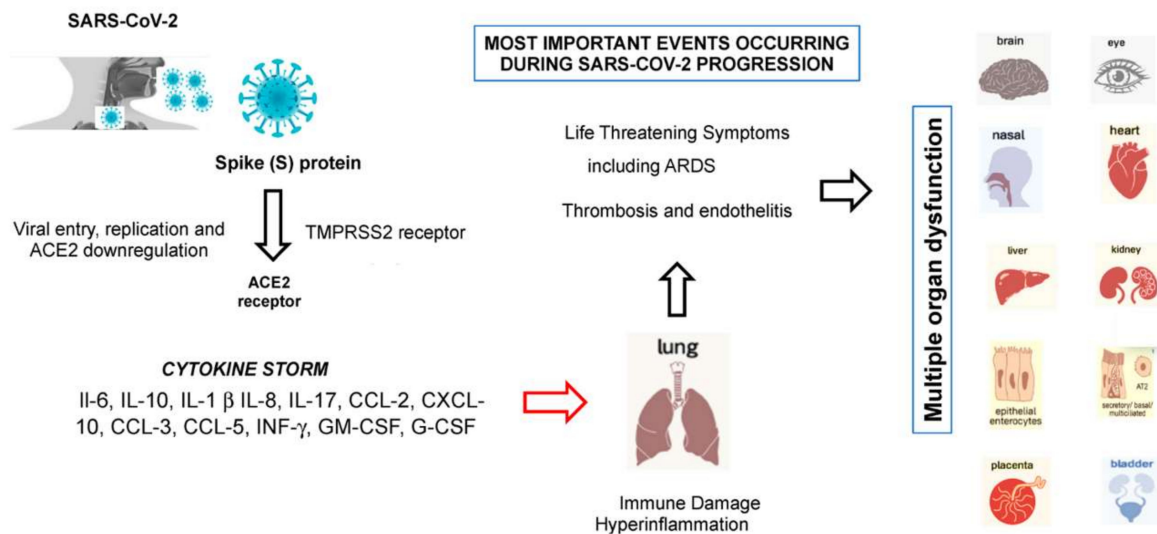 SARS-CoV-2
Spike (S) protein
Viral entry, replication and
ACE2 downregulation
TMPRSS2 receptor
ACE2
receptor
CYTOKINE STORM
Il-6, IL-10, IL-1 β IL-8, IL-17, CCL-2, CXCL-
10, CCL-3, CCL-5, INF-γ, GM-CSF, G-CSF
MOST IMPORTANT EVENTS OCCURRING
DURING SARS-COV-2 PROGRESSION
Life Threatening Symptoms
including ARDS
Thrombosis and endothelitis
lung
Immune Damage
Hyperinflammation
Multiple organ dysfunction
brain
eye
nasal
heart
liver
kidney
epithelial
enterocytes
AT2
secretory/ basal/
multiciliated
placenta
bladder